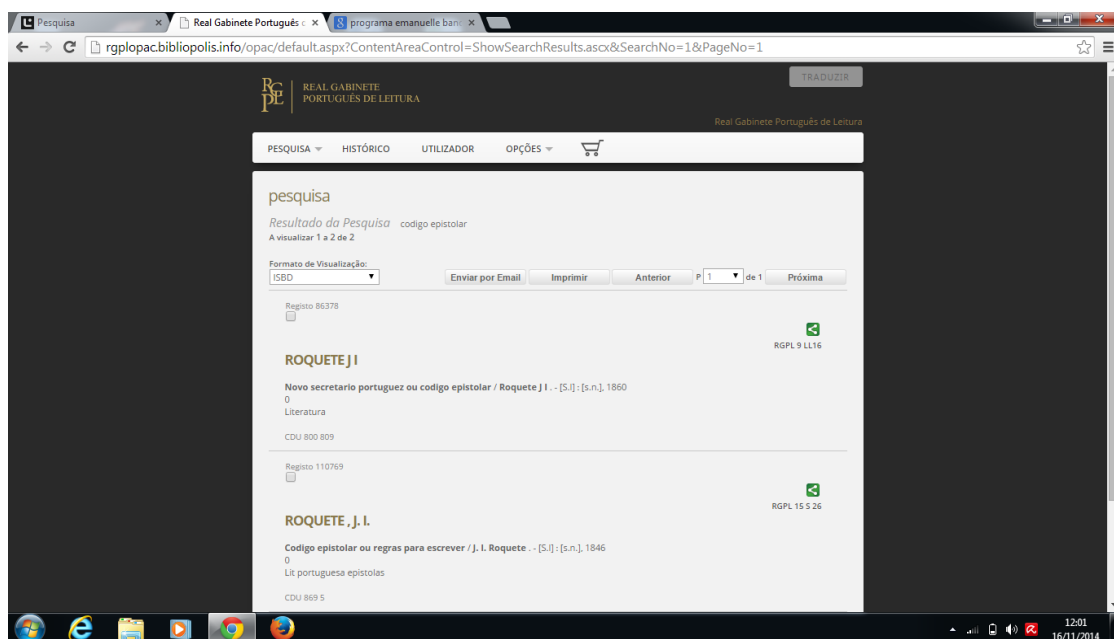 Pesquisa
Real Gabinete Português d
programa emanuelle band
rgplopac.bibliopolis.info/opac/default.aspx?ContentAreaControl=ShowSearchResults.ascx&SearchNo=1&PageNo=1
TRADUZIR
RGPL
REAL GABINETE
PORTUGUÊS DE LEITURA
Real Gabinete Português de Leitura
PESQUISA HISTÓRICO UTILIZADOR OPÇÕES
pesquisa
Resultado da Pesquisa codigo epistolar
A visualizar 1 a 2 de 2
Formato de Visualização:
ISBD Enviar por Email Imprimir Anterior P 1 de 1 Próxima
Registo 86378
RGPL 9 LL16
ROQUETE J I
Novo secretario portuguez ou codigo epistolar / Roquete J I . - [S.l] : [s.n.], 1860
0
Literatura
CDU 800 809
Registo 110769
RGPL 15 S 26
ROQUETE , J. I.
Codigo epistolar ou regras para escrever / J. I. Roquete . - [S.l] : [s.n.], 1846
0
Lit portuguesa epistolas
CDU 869 5
12:01
16/11/2014